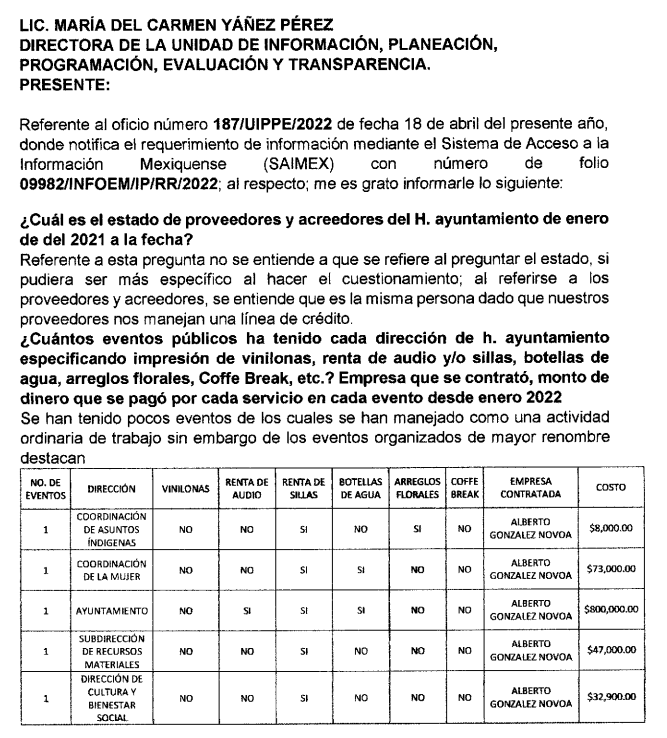 LIC. MARÍA DEL CARMEN YÁÑEZ PÉREZ
DIRECTORA DE LA UNIDAD DE INFORMACIÓN, PLANEACIÓN,
PROGRAMACIÓN, EVALUACIÓN Y TRANSPARENCIA.
PRESENTE:
Referente al oficio número 187/UIPPE/2022 de fecha 18 de abril del presente año,
donde notifica el requerimiento de información mediante el Sistema de Acceso a la
Información Mexiquense (SAIMEX) con número de folio
09982/INFOEM/IP/RR/2022; al respecto; me es grato informarle lo siguiente:
¿Cuál es el estado de proveedores y acreedores del H. ayuntamiento de enero
de del 2021 a la fecha?
Referente a esta pregunta no se entiende a que se refiere al preguntar el estado, si
pudiera ser más específico al hacer el cuestionamiento; al referirse a los
proveedores y acreedores, se entiende que es la misma persona dado que nuestros
proveedores nos manejan una línea de crédito.
¿Cuántos eventos públicos ha tenido cada dirección de h. ayuntamiento
especificando impresión de vinilonas, renta de audio y/o sillas, botellas de
agua, arreglos florales, Coffe Break, etc.? Empresa que se contrató, monto de
dinero que se pagó por cada servicio en cada evento desde enero 2022
Se han tenido pocos eventos de los cuales se han manejado como una actividad
ordinaria de trabajo sin embargo de los eventos organizados de mayor renombre
destacan
NO. DE EVENTOS DIRECCIÓN VINILONAS RENTA DE AUDIO RENTA DE SILLAS BOTELLAS DE AGUA ARREGLOS FLORALES COFFE BREAK EMPRESA CONTRATADA COSTO
1 COORDINACIÓN DE ASUNTOS ÍNDIGENAS NO NO SI NO SI NO ALBERTO GONZALEZ NOVOA $8,000.00
1 COORDINACIÓN DE LA MUJER NO NO SI SI NO NO ALBERTO GONZALEZ NOVOA $73,000.00
1 AYUNTAMIENTO NO SI SI SI NO NO ALBERTO GONZALEZ NOVOA $800,000.00
1 SUBDIRECCIÓN DE RECURSOS MATERIALES NO NO SI NO NO NO ALBERTO GONZALEZ NOVOA $47,000.00
1 DIRECCIÓN DE CULTURA Y BIENESTAR SOCIAL NO NO SI NO NO NO ALBERTO GONZALEZ NOVOA $32,900.00